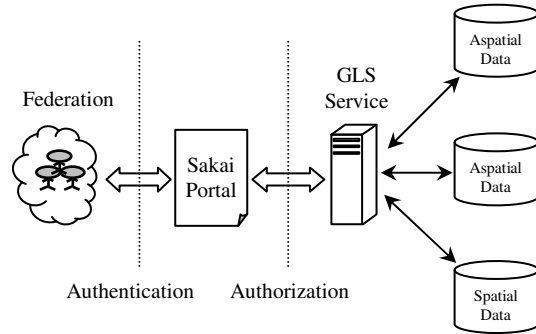 Federation
Sakai
Portal
GLS
Service
Aspatial
Data
Aspatial
Data
Spatial
Data
Authentication
Authorization